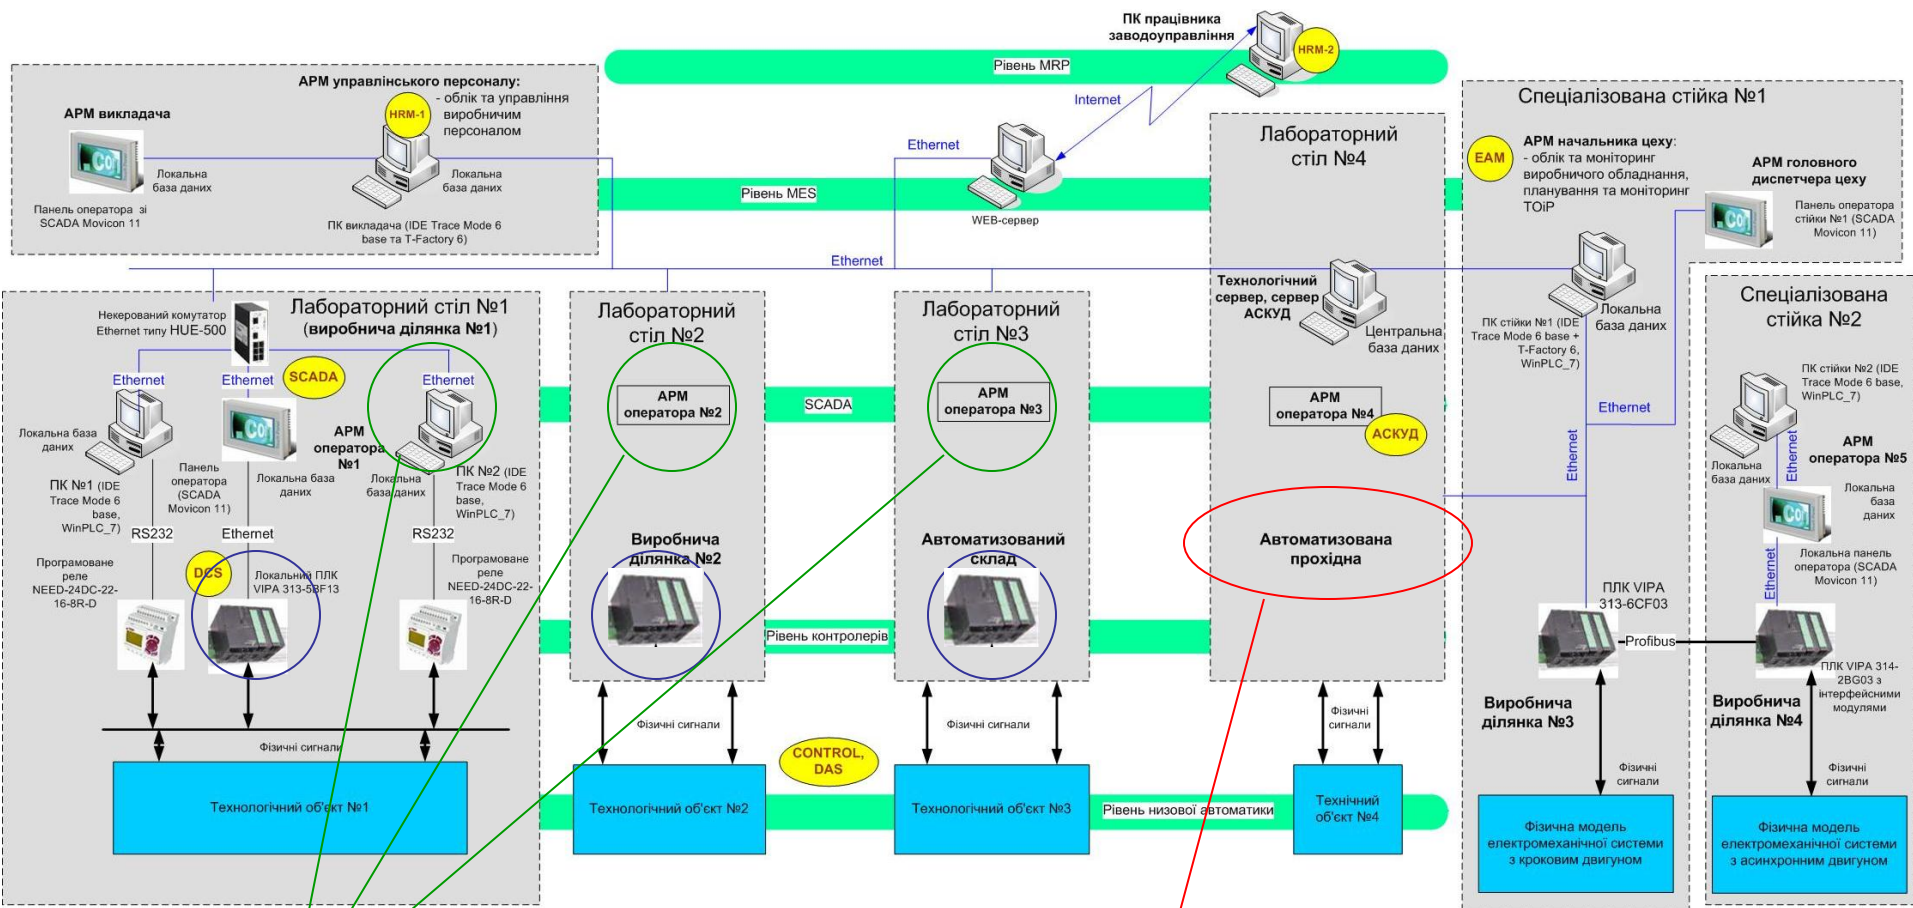 ПК працівника
заводоуправління
HRM-2
Рівень MRP
Internet
АРМ управлінського персоналу:
- облік та управління
виробничим
персоналом
HRM-1
АРМ викладача
Локальна
база даних
Локальна
база даних
Панель оператора зі
SCADA Movicon 11
ПК викладача (IDE Trace Mode 6
base та T-Factory 6)
Ethernet
Рівень MES
WEB-сервер
Ethernet
Лабораторний
стіл №4
Технологічний
сервер, сервер
АСКУД
Центральна
база даних
АРМ
оператора №4
АСКУД
Автоматизована
прохідна
Фізичні
сигнали
Технічний
об'єкт №4
Спеціалізована стійка №1
EAM
АРМ начальника цеху:
- облік та моніторинг
виробничого обладнання,
планування та моніторинг
ТОіР
АРМ головного
диспетчера цеху
Панель оператора
стійки №1 (SCADA
Movicon 11)
Локальна
база даних
ПК стійки №1 (IDE
Trace Mode 6 base +
T-Factory 6,
WinPLC_7)
Ethernet
Ethernet
ПЛК VIPA
313-6CF03
Profibus
Виробнича
ділянка №3
Фізичні
сигнали
Фізична модель
електромеханічної системи
з кроковим двигуном
Спеціалізована
стійка №2
ПК стійки №2 (IDE
Trace Mode 6 base,
WinPLC_7)
АРМ
оператора №5
Локальна
база даних
Ethernet
Локальна
база
даних
Локальна панель
оператора (SCADA
Movicon 11)
Ethernet
ПЛК VIPA 314-
2BG03 з
інтерфейсними
модулями
Виробнича
ділянка №4
Фізичні
сигнали
Фізична модель
електромеханічної системи
з асинхронним двигуном
Лабораторний стіл №1
(виробнича ділянка №1)
Некерований комутатор
Ethernet типу HUE-500
Ethernet
Ethernet
SCADA
Ethernet
Локальна база
даних
АРМ
оператора
№1
Панель
оператора
(SCADA
Movicon 11)
Локальна база
даних
Локальна
база даних
ПК №1 (IDE
Trace Mode 6
base,
WinPLC_7)
ПК №2 (IDE
Trace Mode 6
base,
WinPLC_7)
RS232
Ethernet
RS232
Програмоване
реле
NEED-24DC-22-
16-8R-D
DCS
Локальний ПЛК
VIPA 313-5BF13
Програмоване
реле
NEED-24DC-22-
16-8R-D
Фізичні сигнали
Технологічний об'єкт №1
Лабораторний
стіл №2
АРМ
оператора №2
Виробнича
ділянка №2
Фізичні сигнали
Технологічний об'єкт №2
SCADA
Рівень контролерів
CONTROL,
DAS
Лабораторний
стіл №3
АРМ
оператора №3
Автоматизований
склад
Фізичні сигнали
Технологічний об'єкт №3
Рівень низової автоматики